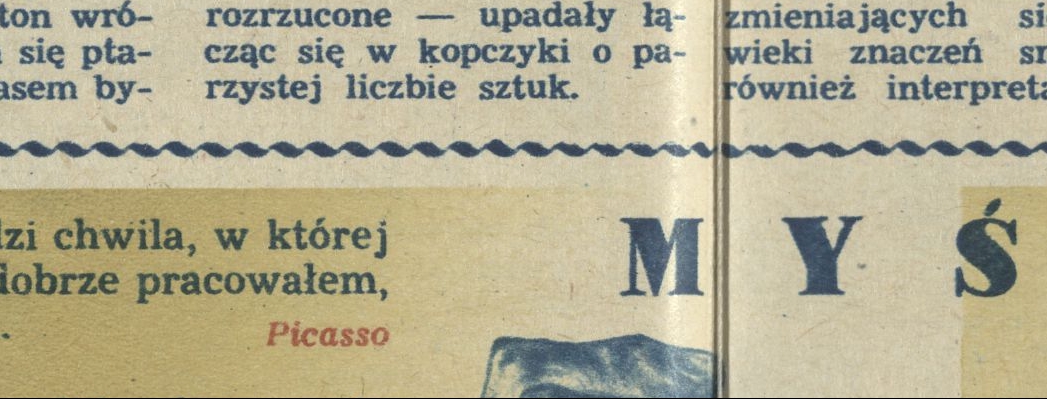 ton wró-
się pta-
asem by-
rozrzucone — upadały łą-
cząc się w kopczyki o pa-
rzystej liczbie sztuk.
zmieniających
wieki znaczeń
również interpreta
dzi chwila, w której
dobrze pracowałem,
Picasso
M Y Ś